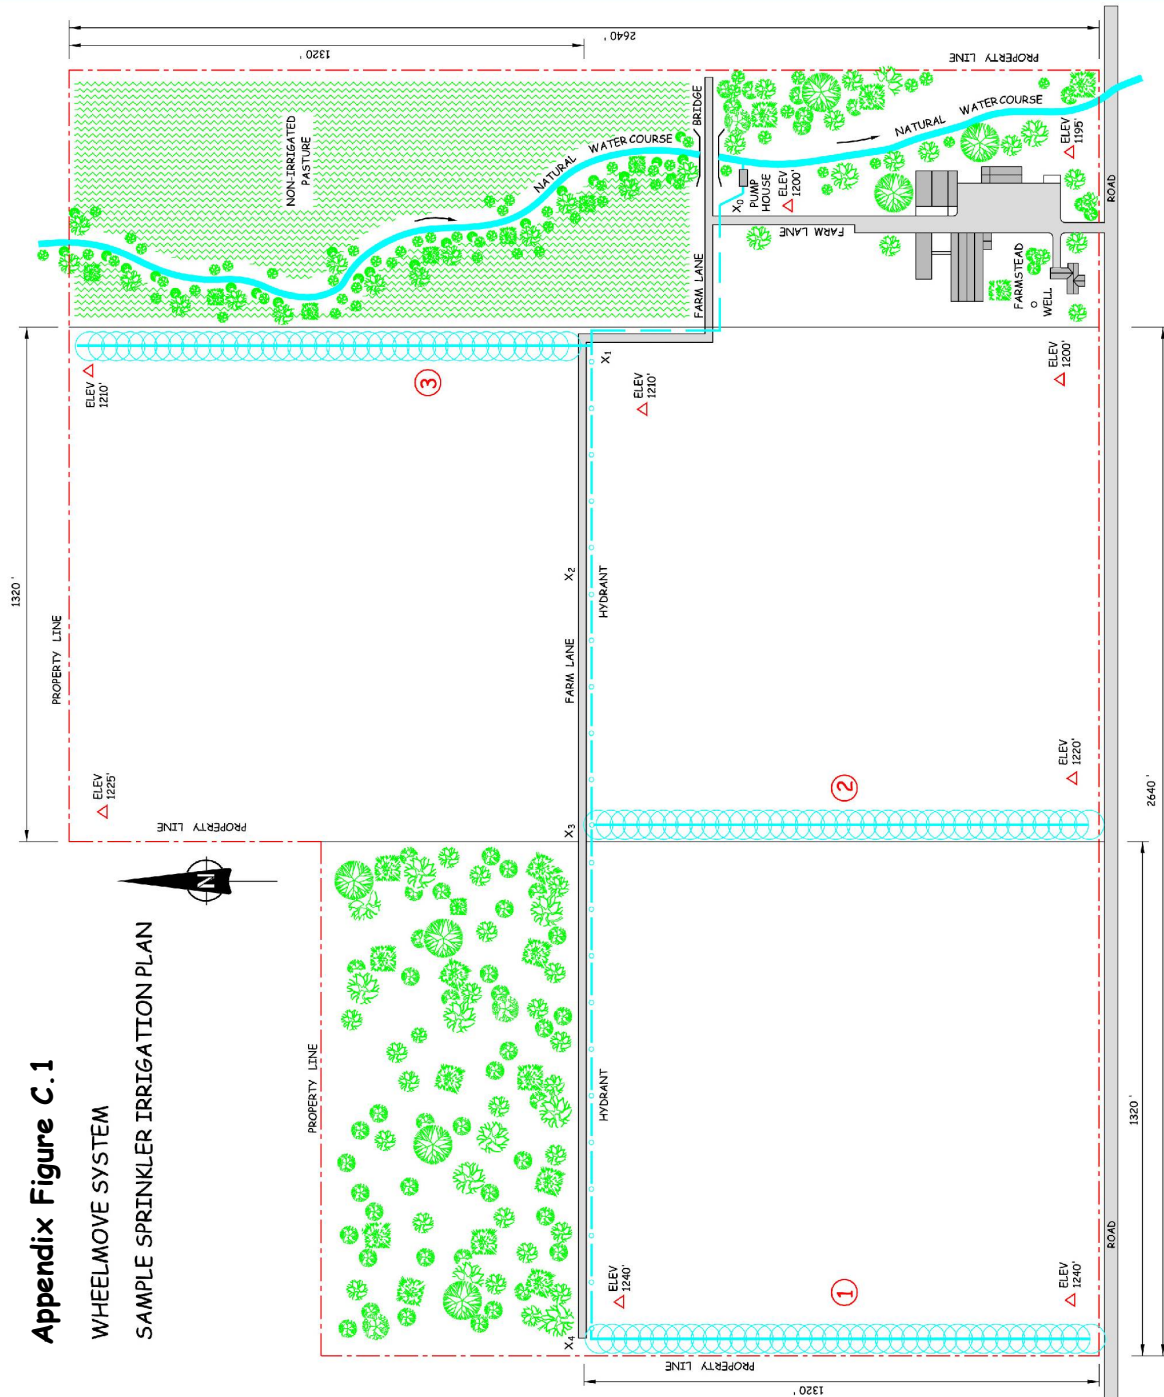 Appendix Figure C.1
WHEELMOVE SYSTEM
SAMPLE SPRINKLER IRRIGATION PLAN
N
2640 '
1320 '
1320 '
PROPERTY LINE
PROPERTY LINE
PROPERTY LINE
PROPERTY LINE
PROPERTY LINE
NON-IRRIGATED
PASTURE
NATURAL WATER COURSE
BRIDGE
NATURAL WATER COURSE
ELEV
1195'
ROAD
X0
PUMP
HOUSE
ELEV
1200'
FARM LANE
FARM LANE
FARMSTEAD
WELL
ELEV
1210'
3
X1
ELEV
1210'
ELEV
1200'
X2
HYDRANT
FARM LANE
ELEV
1225'
X3
2
ELEV
1220'
2640 '
HYDRANT
1320 '
ELEV
1240'
1
ELEV
1240'
ROAD
X4
1320 '